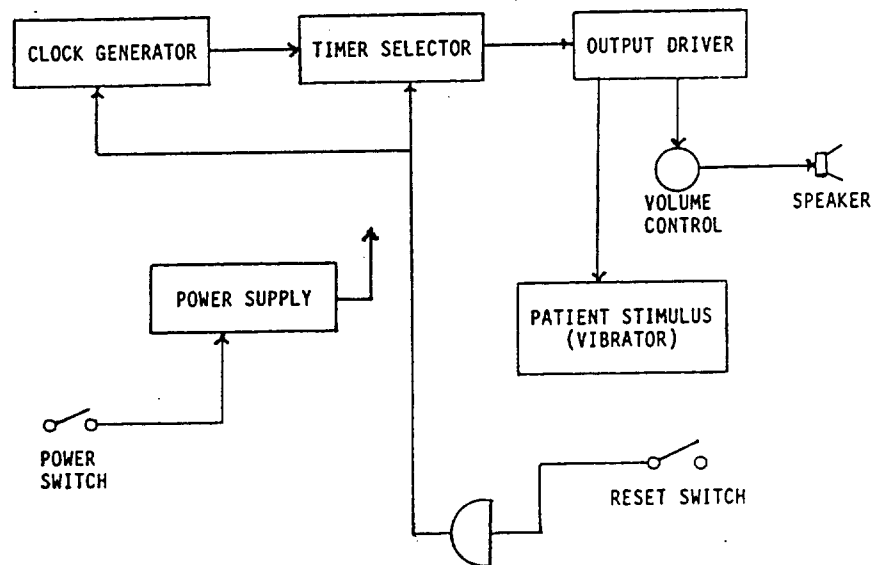 CLOCK GENERATOR
TIMER SELECTOR
OUTPUT DRIVER
VOLUME
CONTROL
SPEAKER
POWER SUPPLY
PATIENT STIMULUS
(VIBRATOR)
POWER
SWITCH
RESET SWITCH